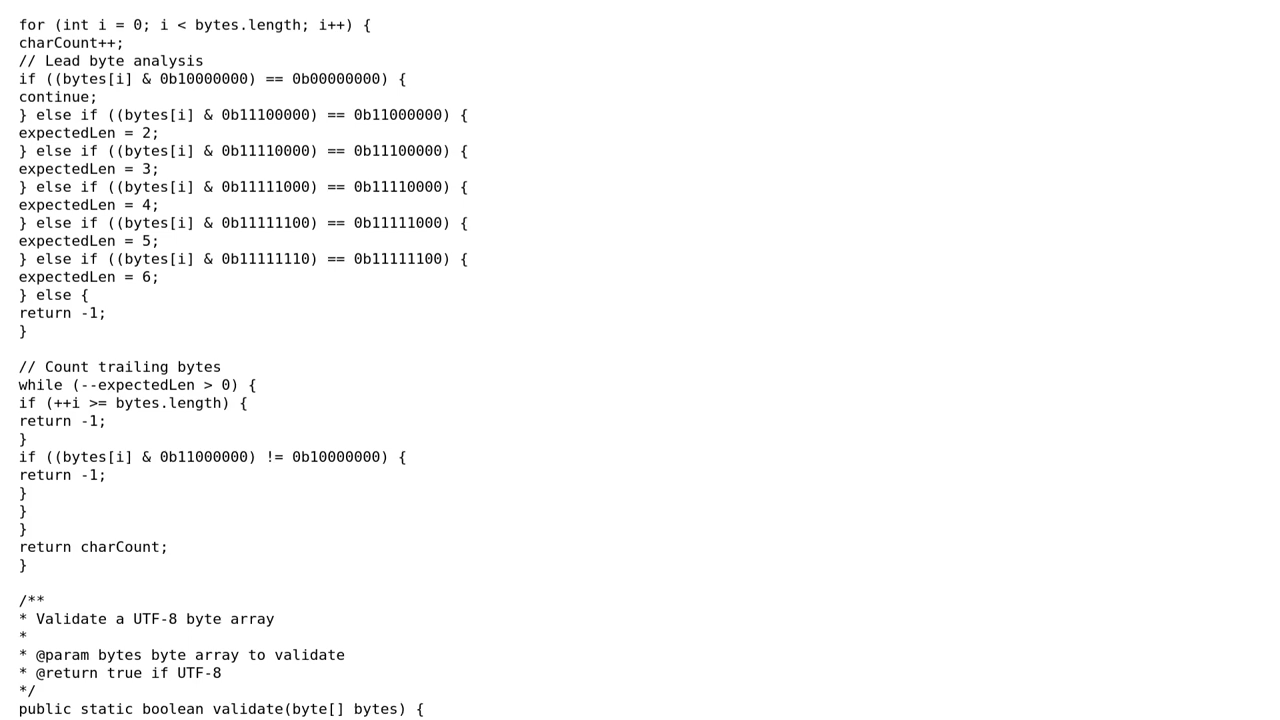 for (int i = 0; i < bytes.length; i++) {
charCount++;
// Lead byte analysis
if ((bytes[i] & 0b10000000) == 0b00000000) {
continue;
} else if ((bytes[i] & 0b11100000) == 0b11000000) {
expectedLen = 2;
} else if ((bytes[i] & 0b11110000) == 0b11100000) {
expectedLen = 3;
} else if ((bytes[i] & 0b11111000) == 0b11110000) {
expectedLen = 4;
} else if ((bytes[i] & 0b11111100) == 0b11111000) {
expectedLen = 5;
} else if ((bytes[i] & 0b11111110) == 0b11111100) {
expectedLen = 6;
} else {
return -1;
}

// Count trailing bytes
while (--expectedLen > 0) {
if (++i >= bytes.length) {
return -1;
}
if ((bytes[i] & 0b11000000) != 0b10000000) {
return -1;
}
}
}
return charCount;
}

/**
* Validate a UTF-8 byte array
*
* @param bytes byte array to validate
* @return true if UTF-8
*/
public static boolean validate(byte[] bytes) {